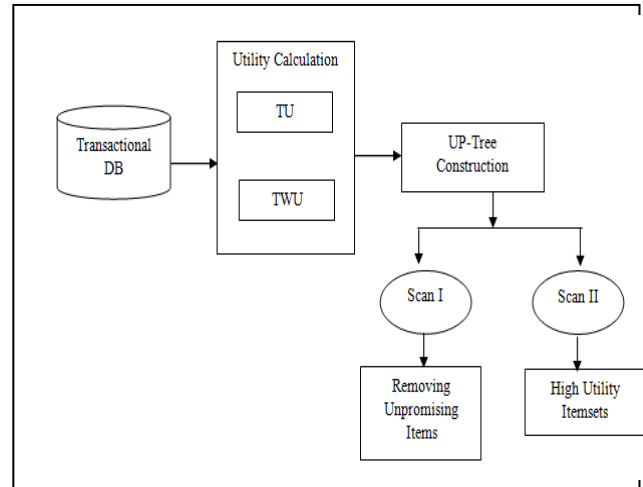 Utility Calculation
TU
Transactional
DB
UP-Tree
Construction
TWU
Scan I
Scan II
Removing
Unpromising
Items
High Utility
Itemsets